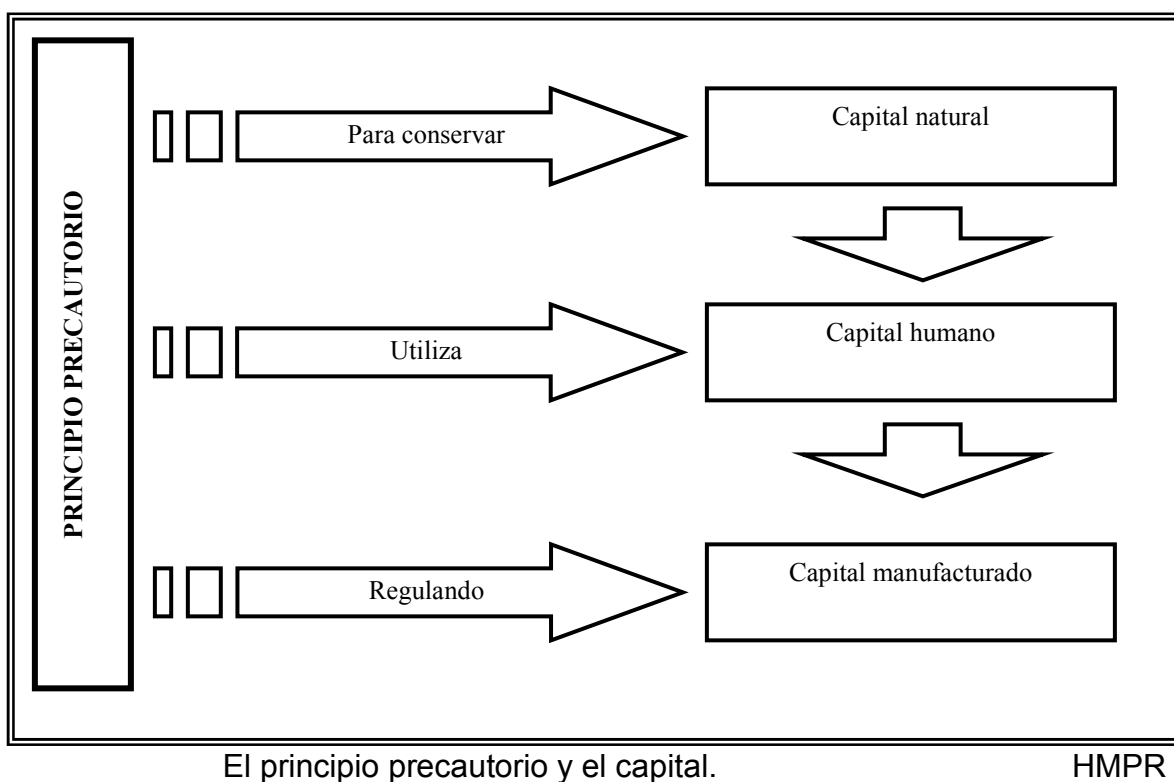 PRINCIPIO PRECAUTORIO
Para conservar
Capital natural
Utiliza
Capital humano
Regulando
Capital manufacturado
El principio precautorio y el capital.
HMPR